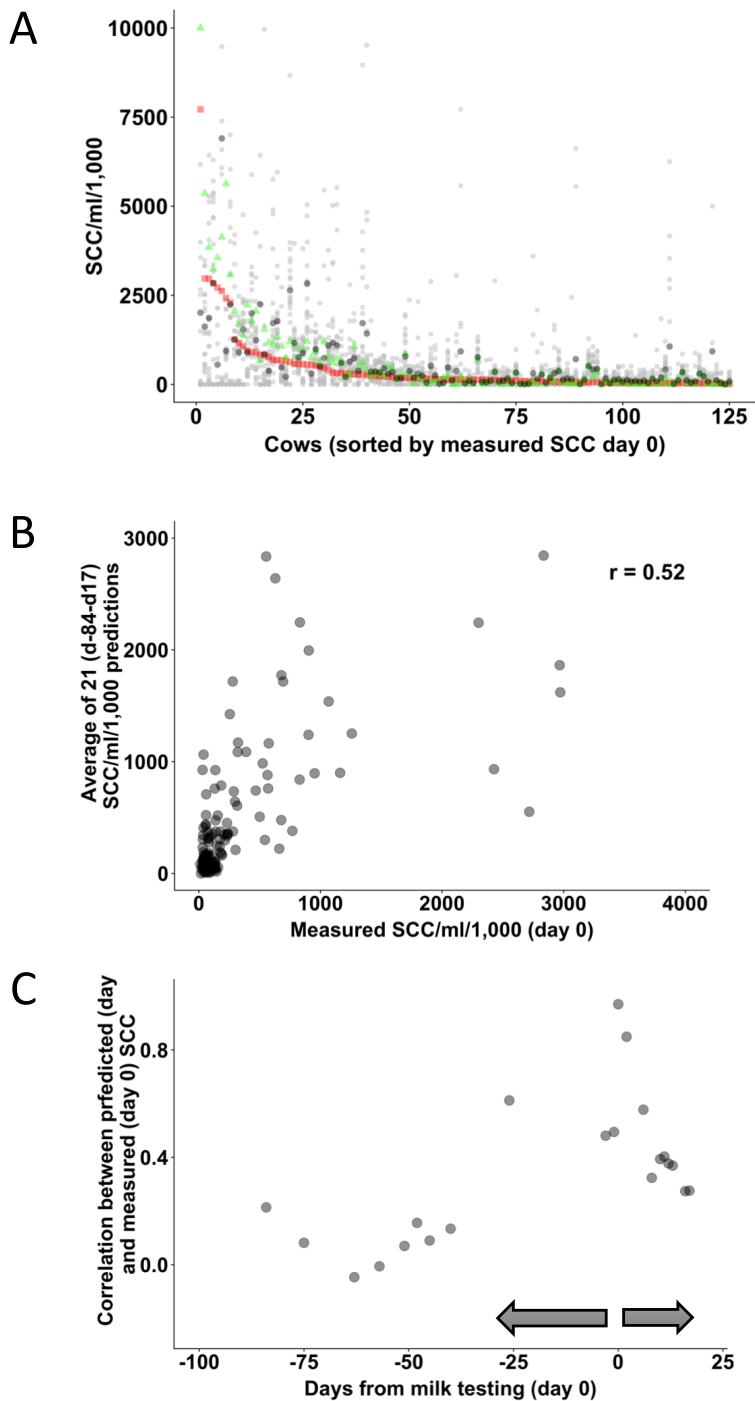 A
SCC/ml/1,000
10000
7500
5000
2500
0
0 25 50 75 100 125
Cows (sorted by measured SCC day 0)
B
Average of 21 (d-84-d17)
SCC/ml/1,000 predictions
3000
2000
1000
0
r = 0.52
0 1000 2000 3000 4000
Measured SCC/ml/1,000 (day 0)
C
Correlation between prfedicted (day
and measured (day 0) SCC
0.8
0.4
0.0
-100 -75 -50 -25 0 25
Days from milk testing (day 0)